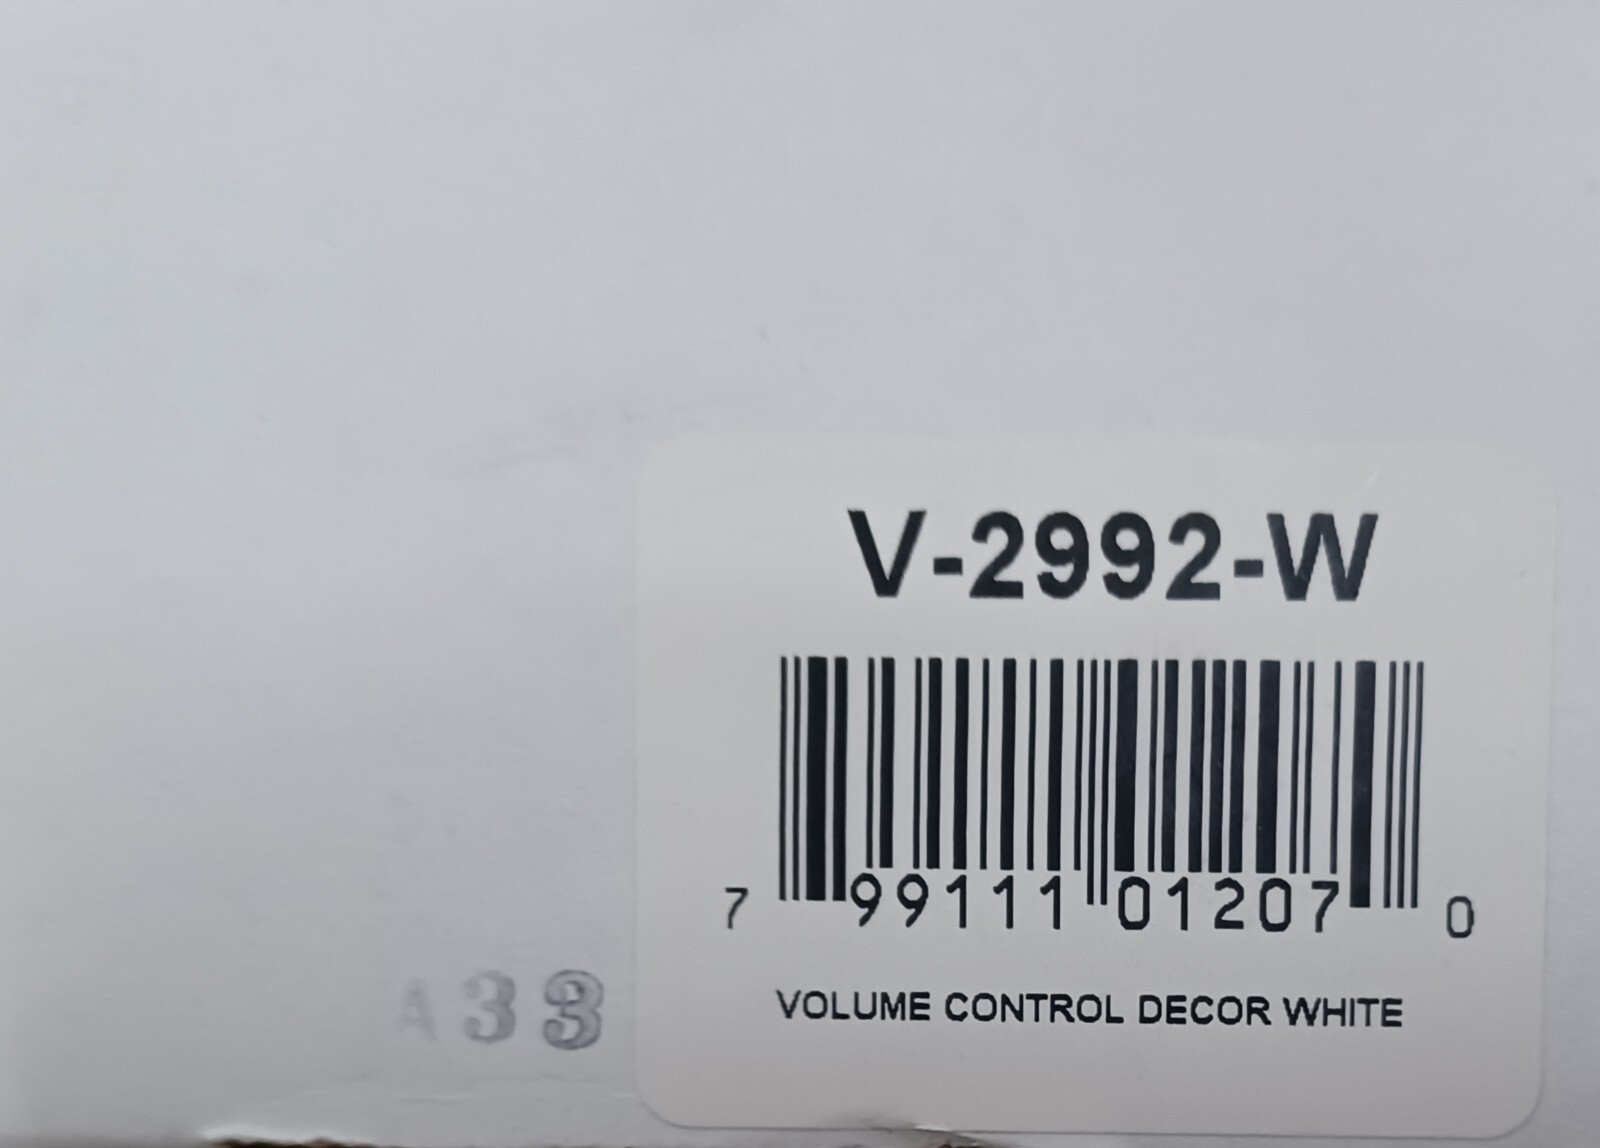 V-2992-W
7 99111 01207 0
VOLUME CONTROL DECOR WHITE
A33